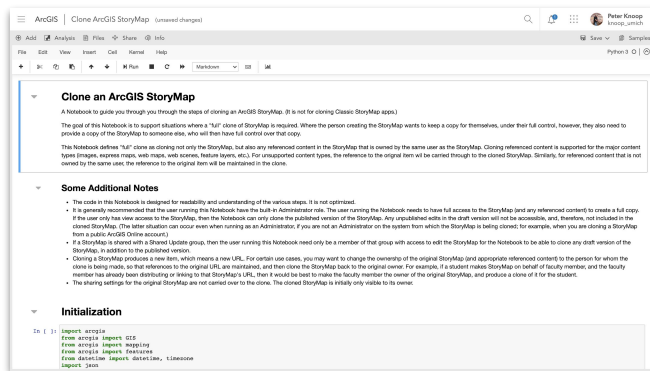 ArcGIS | Clone ArcGIS StoryMap (unsaved changes)
Peter Knoop
knoop_umich
Add Analysis Files Share Info
Save Samples
File Edit View Insert Cell Kernel Help
Python 3
Run Markdown
Clone an ArcGIS StoryMap
A Notebook to guide you through you through the steps of cloning an ArcGIS StoryMap. (It is not for cloning Classic StoryMap apps.)
The goal of this Notebook is to support situations where a "full" clone of StoryMap is required. Where the person creating the StoryMap wants to keep a copy for themselves, under their full control, however, they also need to
provide a copy of the StoryMap to someone else, who will then have full control over that copy.
This Notebook defines "full" clone as cloning not only the StoryMap, but also any referenced content in the StoryMap that is owned by the same user as the StoryMap. Cloning referenced content is supported for the major content
types (images, express maps, web maps, web scenes, feature layers, etc.). For unsupported content types, the reference to the original item will be carried through to the cloned StoryMap. Similarly, for referenced content that is not
owned by the same user, the reference to the original item will be maintained in the clone.
Some Additional Notes
• The code in this Notebook is designed for readability and understanding of the various steps. It is not optimized.
• It is generally recommended that the user running this Notebook have the built-in Administrator role. The user running the Notebook needs to have full access to the StoryMap (and any referenced content) to create a full copy.
If the user only has view access to the StoryMap, then the Notebook can only clone the published version of the StoryMap. Any unpublished edits in the draft version will not be accessible, and, therefore, not included in the
cloned StoryMap. (The latter situation can occur even when running as an Administrator, if you are not an Administrator on the system from which the StoryMap is being cloned; for example, when you are cloning a StoryMap
from a public ArcGIS Online account.)
• If a StoryMap is shared with a Shared Update group, then the user running this Notebook need only be a member of that group with access to edit the StoryMap for the Notebook to be able to clone any draft version of the
StoryMap, in addition to the published version.
• Cloning a StoryMap produces a new item, which means a new URL. For certain use cases, you may want to change the ownership of the original StoryMap (and appropriate referenced content) to the person for whom the
clone is being made, so that references to the original URL are maintained, and then clone the StoryMap back to the original owner. For example, if a student makes StoryMap on behalf of faculty member, and the faculty
member has already been distributing or linking to that StoryMap's URL, then it would be best to make the faculty member the owner of the original StoryMap, and produce a clone of it for the student.
• The sharing settings for the original StoryMap are not carried over to the clone. The cloned StoryMap is initially only visible to its owner.
Initialization
In [ ]: import arcgis
from arcgis import GIS
from arcgis import mapping
from arcgis import features
from datetime import datetime, timezone
import json